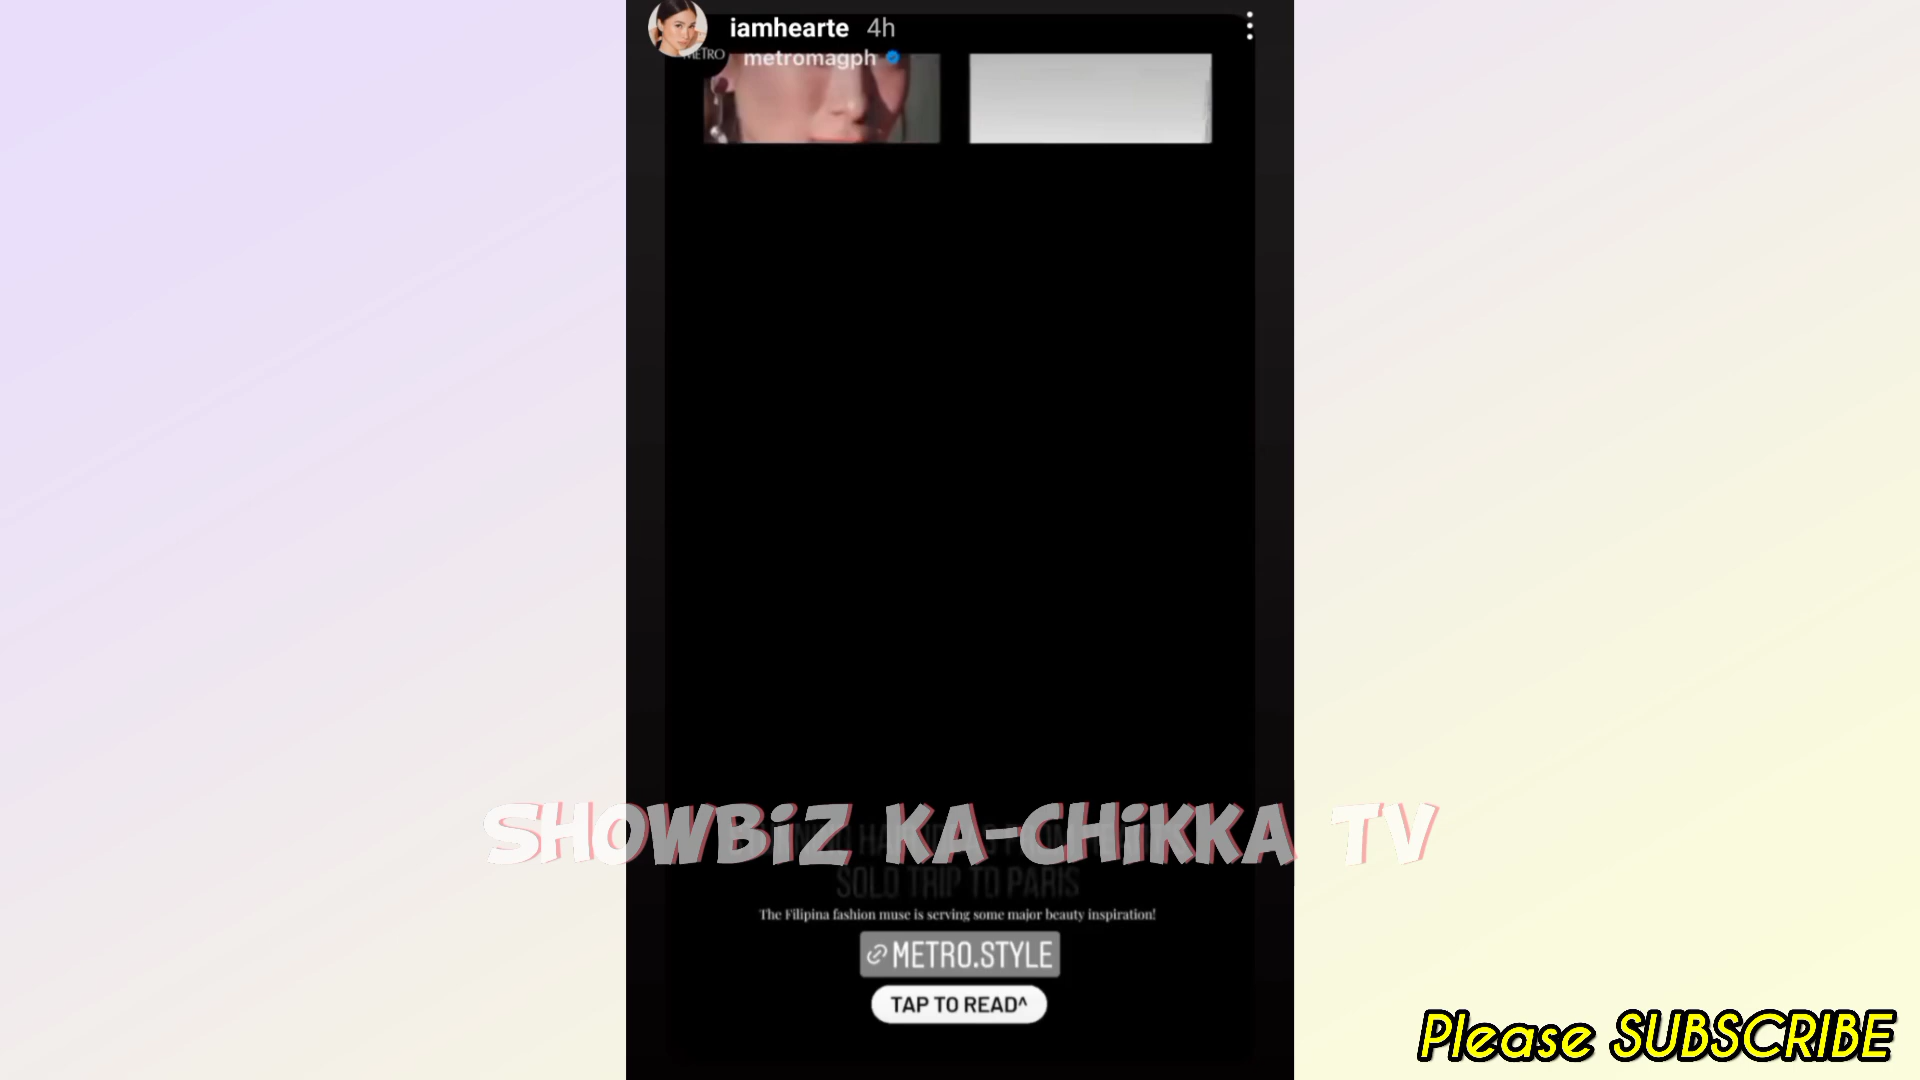 iamhearte 4h
METRO metromagph
SHOWBiZ KA-CHiKKA TV
SOLO TRIP TO PARIS
The Filipina fashion muse is serving some major beauty inspiration!
METRO.STYLE
TAP TO READ^
Please SUBSCRIBE